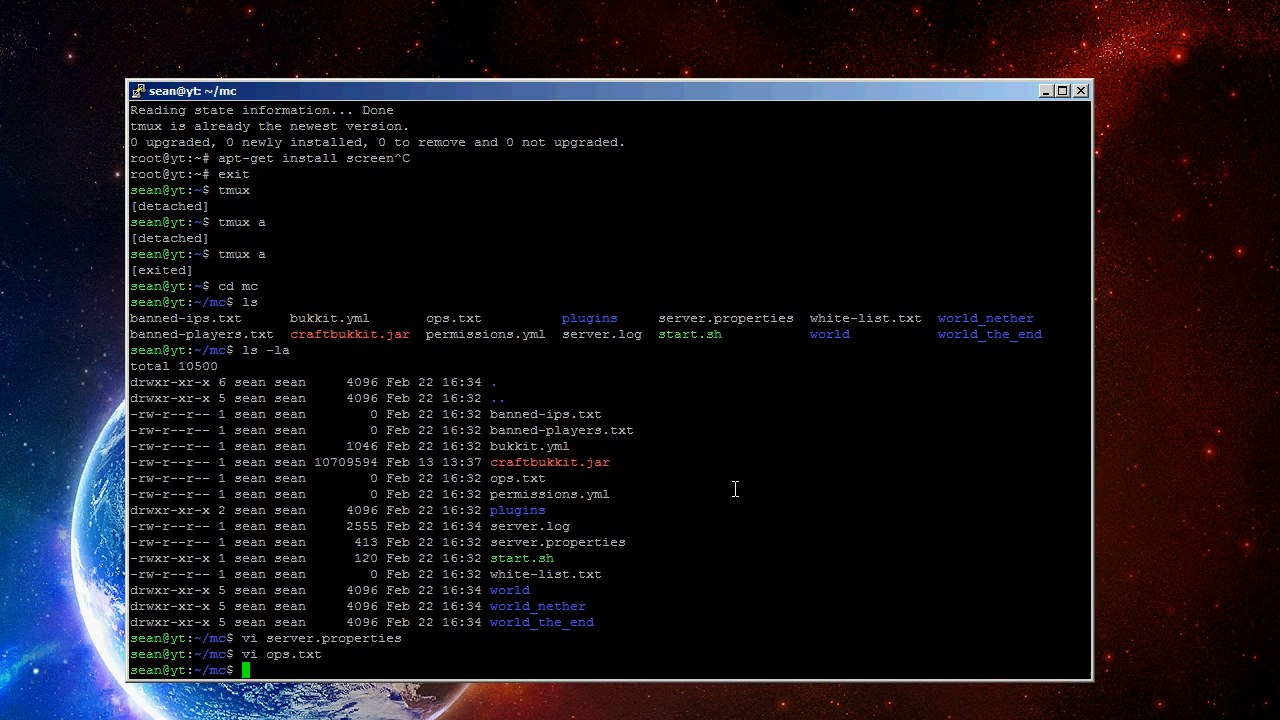 sean@yt: ~/mc
Reading state information... Done
tmux is already the newest version.
0 upgraded, 0 newly installed, 0 to remove and 0 not upgraded.
root@yt:~# apt-get install screen^C
root@yt:~# exit
sean@yt:~$ tmux
[detached]
sean@yt:~$ tmux a
[detached]
sean@yt:~$ tmux a
[exited]
sean@yt:~$ cd mc
sean@yt:~/mc$ ls
banned-ips.txt      bukkit.yml       ops.txt          plugins     server.properties  white-list.txt  world_nether
banned-players.txt  craftbukkit.jar  permissions.yml  server.log  start.sh           world           world_the_end
sean@yt:~/mc$ ls -la
total 10500
drwxr-xr-x 6 sean sean     4096 Feb 22 16:34 .
drwxr-xr-x 5 sean sean     4096 Feb 22 16:32 ..
-rw-r--r-- 1 sean sean        0 Feb 22 16:32 banned-ips.txt
-rw-r--r-- 1 sean sean        0 Feb 22 16:32 banned-players.txt
-rw-r--r-- 1 sean sean     1046 Feb 22 16:32 bukkit.yml
-rw-r--r-- 1 sean sean 10709594 Feb 13 13:37 craftbukkit.jar
-rw-r--r-- 1 sean sean        0 Feb 22 16:32 ops.txt
-rw-r--r-- 1 sean sean        0 Feb 22 16:32 permissions.yml
drwxr-xr-x 2 sean sean     4096 Feb 22 16:32 plugins
-rw-r--r-- 1 sean sean     2555 Feb 22 16:34 server.log
-rw-r--r-- 1 sean sean      413 Feb 22 16:32 server.properties
-rwxr-xr-x 1 sean sean      120 Feb 22 16:32 start.sh
-rw-r--r-- 1 sean sean        0 Feb 22 16:32 white-list.txt
drwxr-xr-x 5 sean sean     4096 Feb 22 16:34 world
drwxr-xr-x 5 sean sean     4096 Feb 22 16:34 world_nether
drwxr-xr-x 5 sean sean     4096 Feb 22 16:34 world_the_end
sean@yt:~/mc$ vi server.properties
sean@yt:~/mc$ vi ops.txt
sean@yt:~/mc$